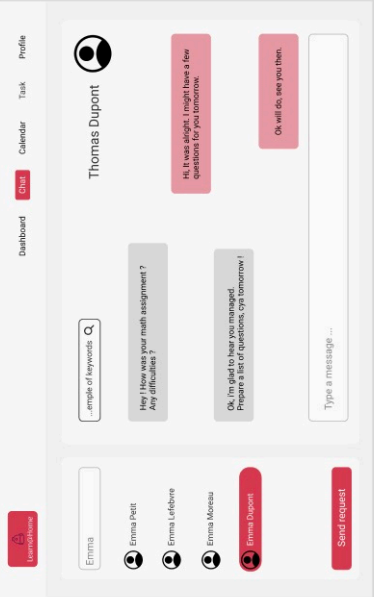 Learn@Home
Dashboard
Chat
Calendar
Task
Profile
Emma
Emma Petit
Emma Lefebvre
Emma Moreau
Emma Dupont
Send request
...emple of keywords
Thomas Dupont
Hey ! How was your math assignment ?
Any difficulties ?
Hi, It was alright. I might have a few
questions for you tomorrow.
Ok, i'm glad to hear you managed.
Prepare a list of questions, cya tomorrow !
Ok will do, see you then.
Type a message ...